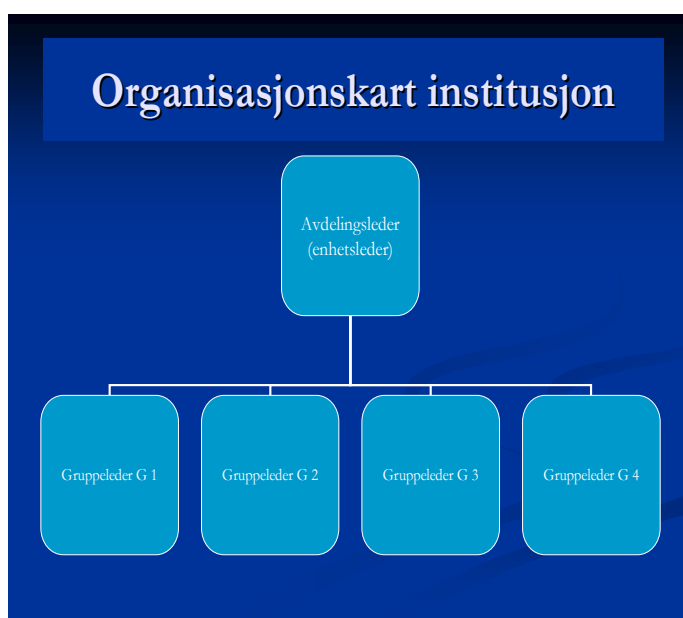 Organisasjonskart institusjon
Avdelingsleder
(enhetsleder)
Gruppeleder G 1
Gruppeleder G 2
Gruppeleder G 3
Gruppeleder G 4